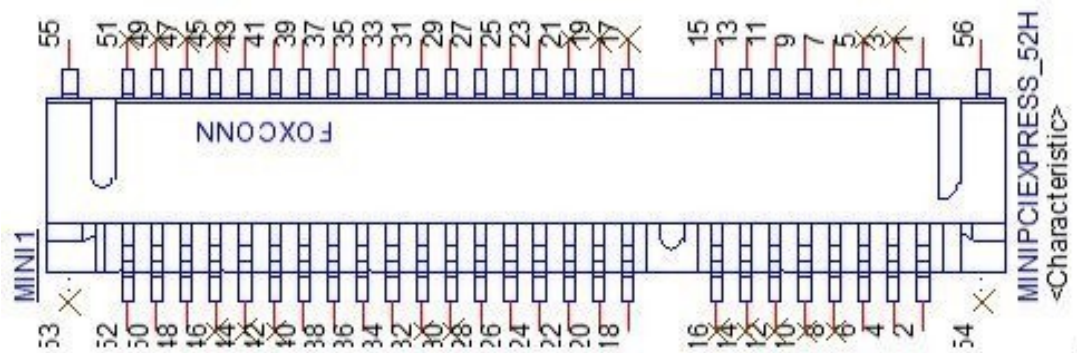 55 51 49 47 45 43 41 39 37 35 33 31 29 27 25 23 21 19 17 15 13 11 9 7 5 3 1 56
FOXCONN
MINI1
MINIPCIEXPRESS_52H
<Characteristic>
53 52 50 48 46 44 42 40 38 36 34 32 30 28 26 24 22 20 18 16 14 12 10 8 6 4 2 54